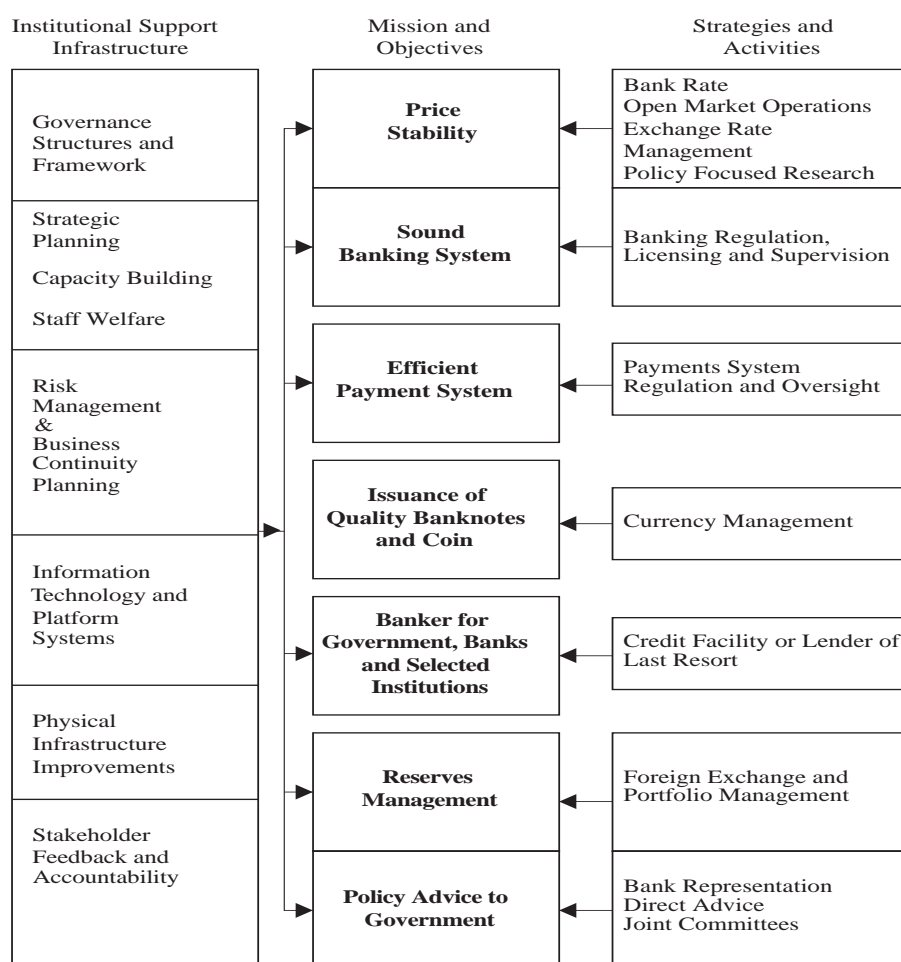 Institutional Support
Infrastructure
Governance
Structures and
Framework
Strategic
Planning
Capacity Building
Staff Welfare
Risk
Management
&
Business
Continuity
Planning
Information
Technology and
Platform
Systems
Physical
Infrastructure
Improvements
Stakeholder
Feedback and
Accountability
Mission and
Objectives
Price
Stability
Sound
Banking System
Efficient
Payment System
Issuance of
Quality Banknotes
and Coin
Banker for
Government, Banks
and Selected
Institutions
Reserves
Management
Policy Advice to
Government
Strategies and
Activities
Bank Rate
Open Market Operations
Exchange Rate
Management
Policy Focused Research
Banking Regulation,
Licensing and Supervision
Payments System
Regulation and Oversight
Currency Management
Credit Facility or Lender of
Last Resort
Foreign Exchange and
Portfolio Management
Bank Representation
Direct Advice
Joint Committees